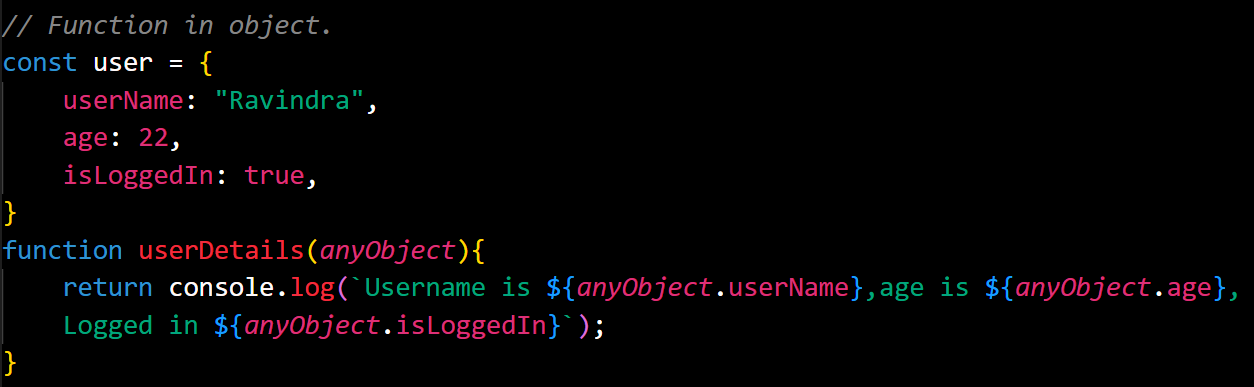 // Function in object.
const user = {
    userName: "Ravindra",
    age: 22,
    isLoggedIn: true,
}
function userDetails(anyObject){
    return console.log(`Username is ${anyObject.userName},age is ${anyObject.age},
    Logged in ${anyObject.isLoggedIn}`);
}